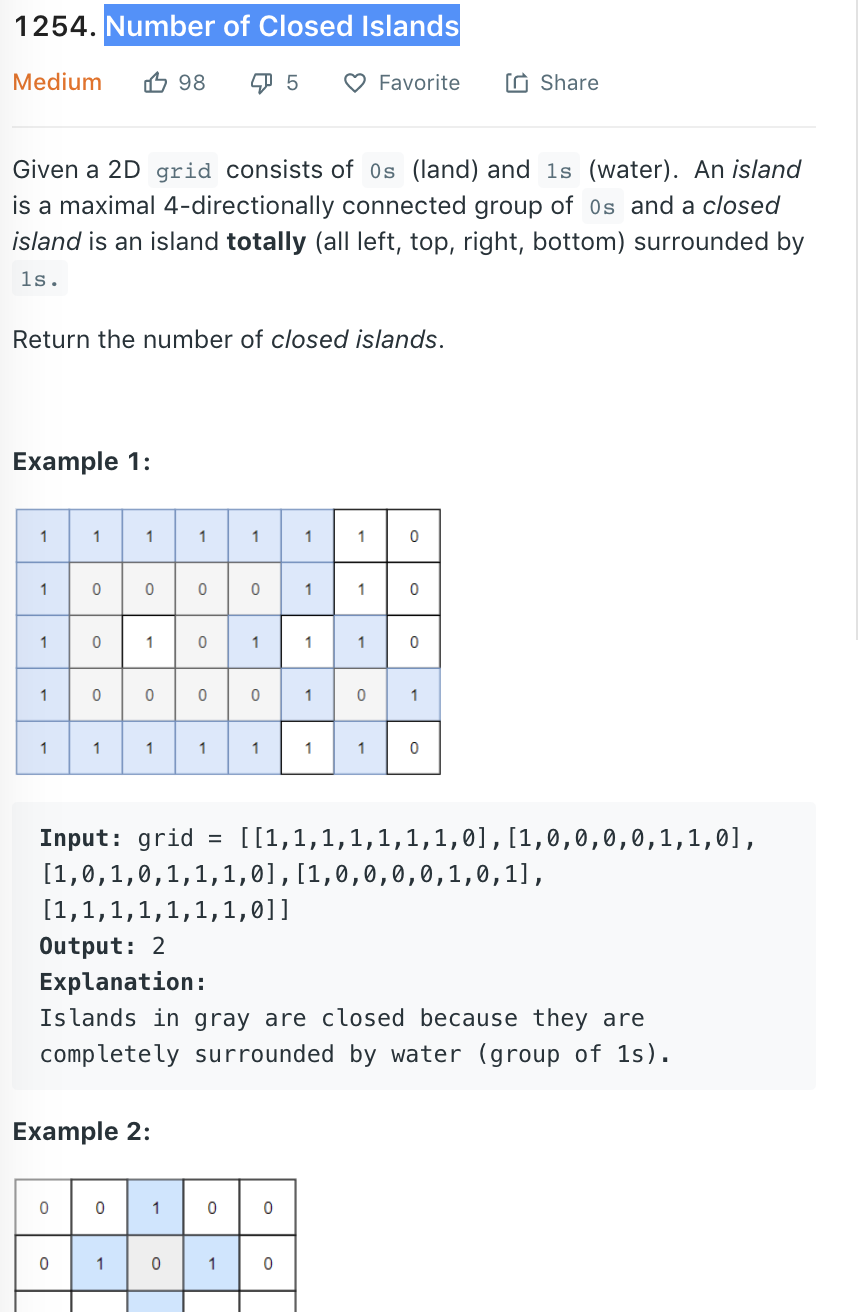 1254. Number of Closed Islands
Medium 98 5 Favorite Share
Given a 2D grid consists of 0s (land) and 1s (water).  An island
is a maximal 4-directionally connected group of 0s and a closed
island is an island totally (all left, top, right, bottom) surrounded by
1s.
Return the number of closed islands.
Example 1:
1 1 1 1 1 1 1 0
1 0 0 0 0 1 1 0
1 0 1 0 1 1 1 0
1 0 0 0 0 1 0 1
1 1 1 1 1 1 1 0
Input: grid = [[1,1,1,1,1,1,1,0],[1,0,0,0,0,1,1,0],
[1,0,1,0,1,1,1,0],[1,0,0,0,0,1,0,1],
[1,1,1,1,1,1,1,0]]
Output: 2
Explanation:
Islands in gray are closed because they are
completely surrounded by water (group of 1s).
Example 2:
0 0 1 0 0
0 1 0 1 0